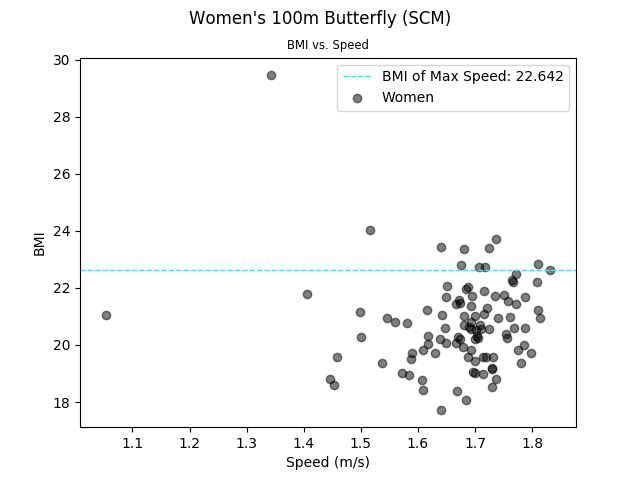 Women's 100m Butterfly (SCM)
BMI vs. Speed
BMI of Max Speed: 22.642
Women
30
28
26
24
22
20
18
BMI
1.1 1.2 1.3 1.4 1.5 1.6 1.7 1.8
Speed (m/s)